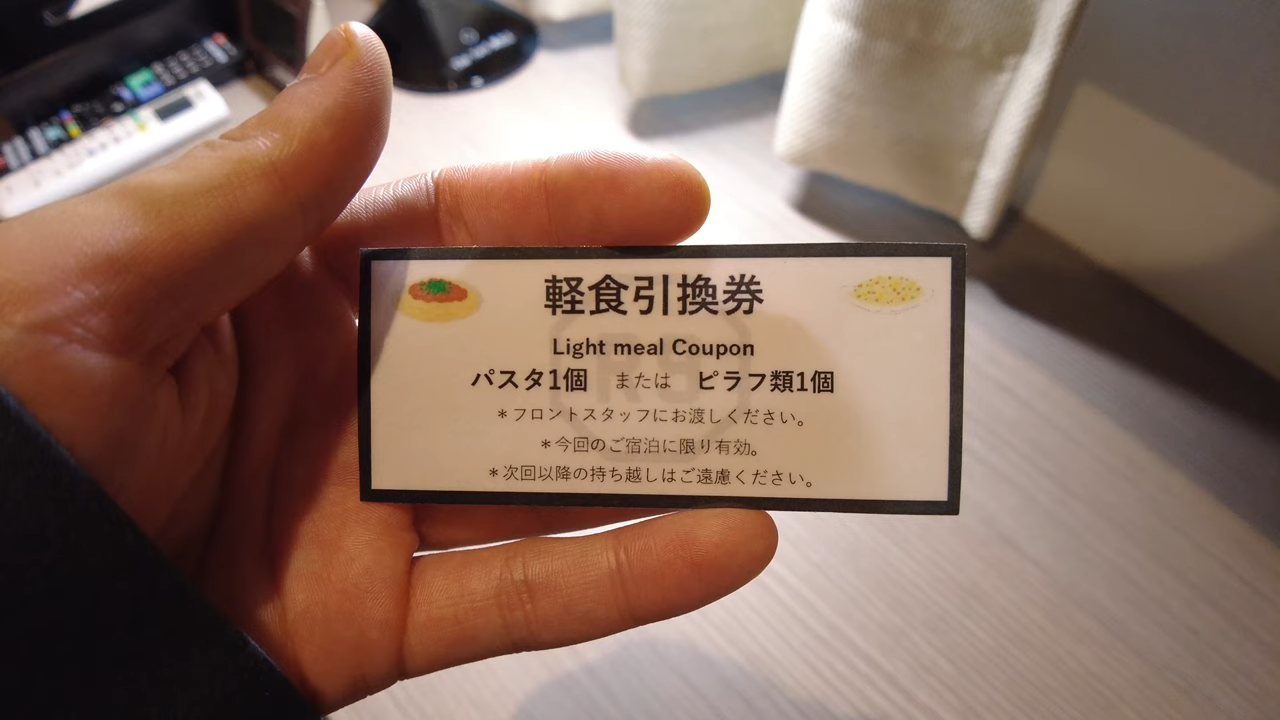 軽食引換券
Light meal Coupon
パスタ1個 または ピラフ類1個
＊フロントスタッフにお渡しください。
＊今回のご宿泊に限り有効。
＊次回以降の持ち越しはご遠慮ください。